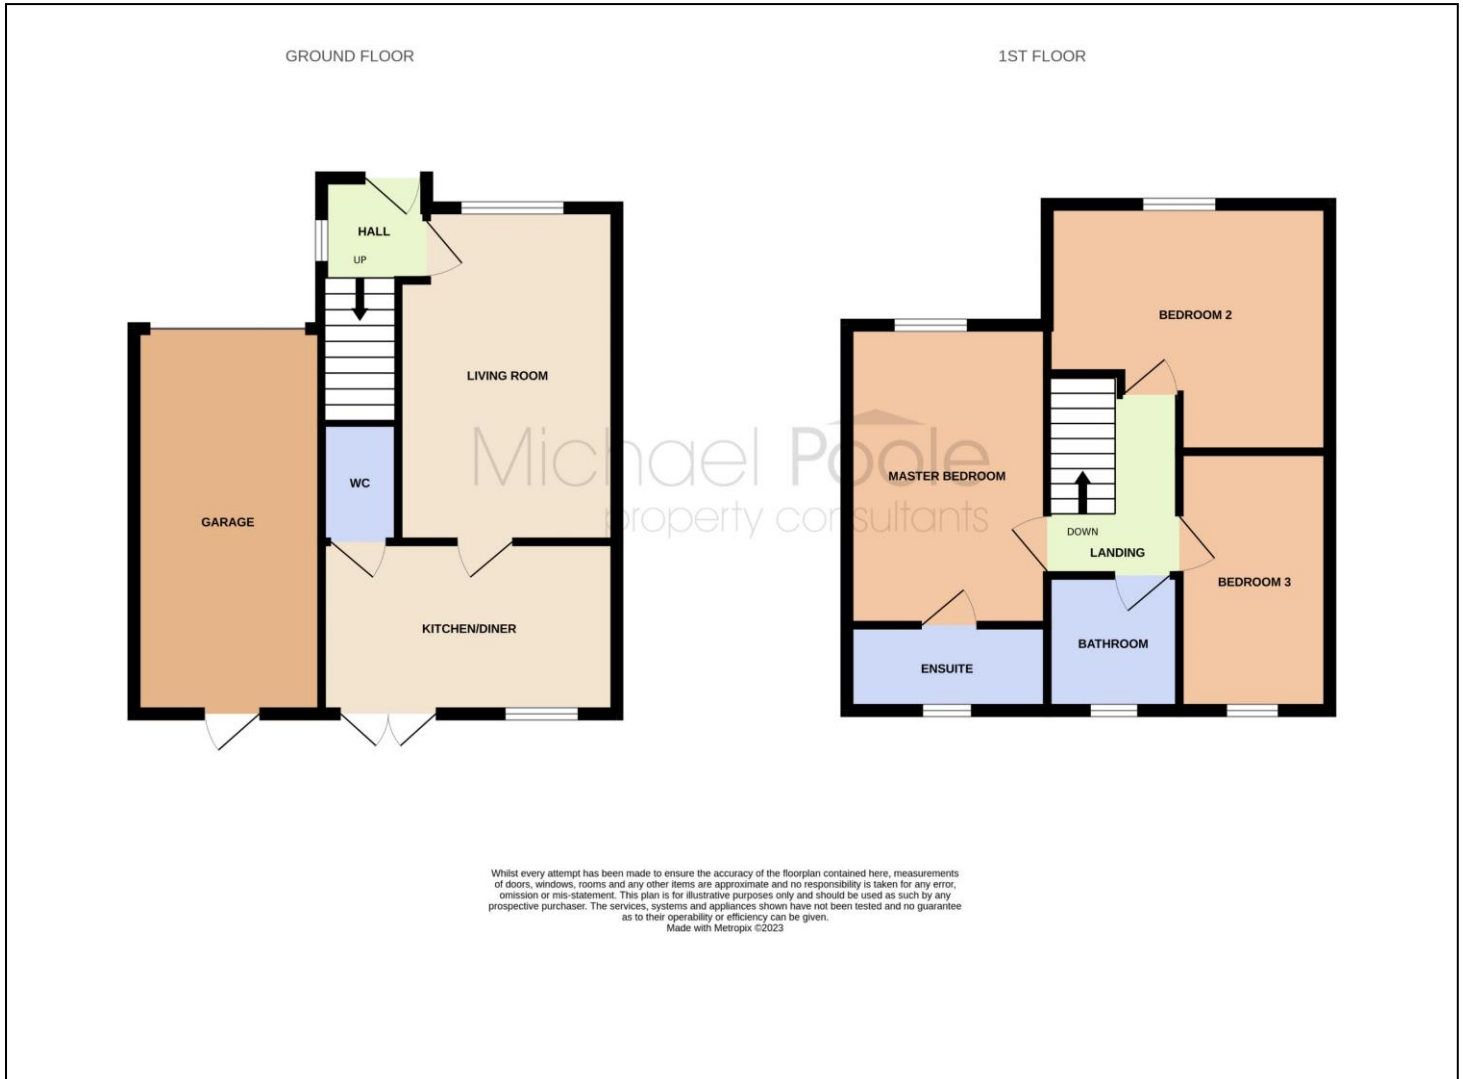 GROUND FLOOR
1ST FLOOR
HALL
UP
LIVING ROOM
WC
GARAGE
KITCHEN/DINER
BEDROOM 2
MASTER BEDROOM
DOWN
LANDING
BEDROOM 3
BATHROOM
ENSUITE
Michael Poole
property consultants
Whilst every attempt has been made to ensure the accuracy of the floorplan contained here, measurements
of doors, windows, rooms and any other items are approximate and no responsibility is taken for any error,
omission or mis-statement. This plan is for illustrative purposes only and should be used as such by any
prospective purchaser. The services, systems and appliances shown have not been tested and no guarantee
as to their operability or efficiency can be given.
Made with Metropix ©2023